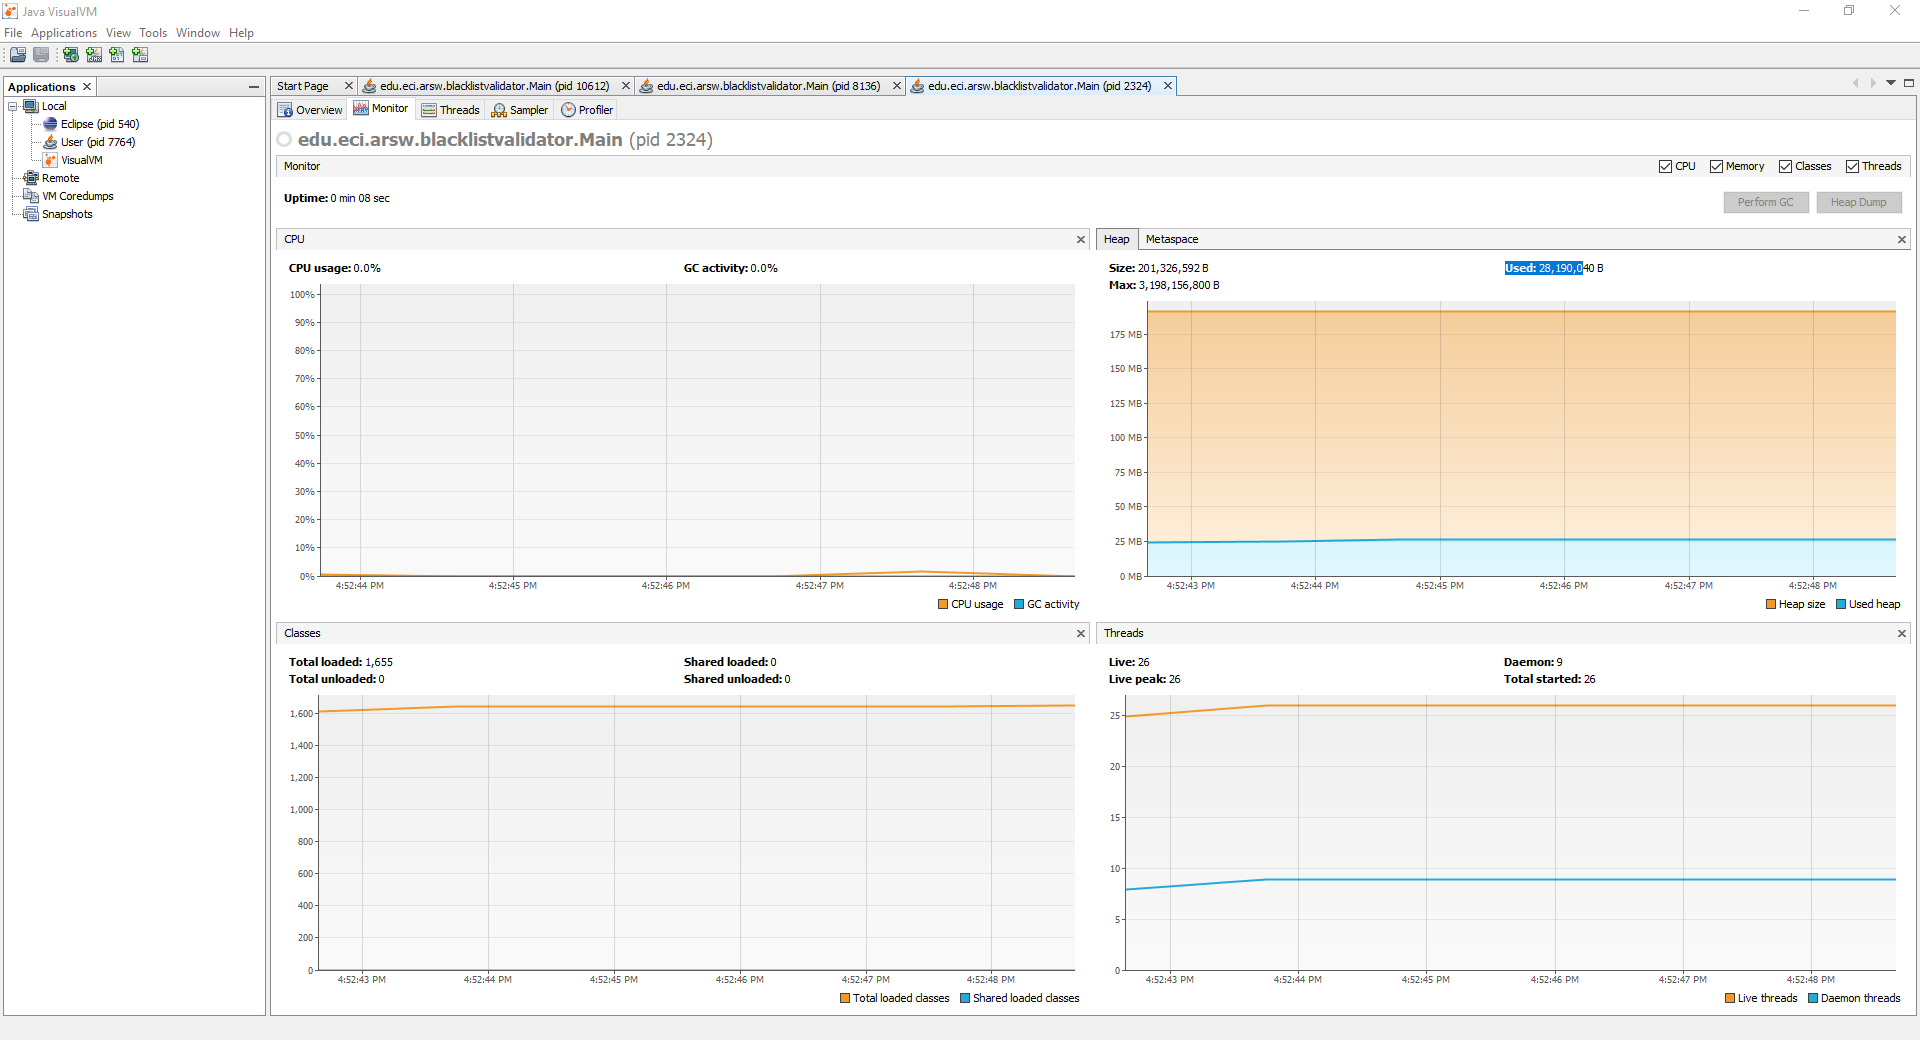 Java VisualVM
File Applications View Tools Window Help
Applications
Local
Eclipse (pid 540)
User (pid 7764)
VisualVM
Remote
VM Coredumps
Snapshots
Start Page edu.eci.arsw.blacklistvalidator.Main (pid 10612) edu.eci.arsw.blacklistvalidator.Main (pid 8136) edu.eci.arsw.blacklistvalidator.Main (pid 2324)
Overview Monitor Threads Sampler Profiler
edu.eci.arsw.blacklistvalidator.Main (pid 2324)
Monitor CPU Memory Classes Threads
Uptime: 0 min 08 sec
Perform GC Heap Dump
CPU
CPU usage: 0.0% GC activity: 0.0%
100%
90%
80%
70%
60%
50%
40%
30%
20%
10%
0%
4:52:44 PM 4:52:45 PM 4:52:46 PM 4:52:47 PM 4:52:48 PM
CPU usage GC activity
Heap Metaspace
Size: 201,326,592 B Used: 28,190,040 B
Max: 3,198,156,800 B
175 MB
150 MB
125 MB
100 MB
75 MB
50 MB
25 MB
0 MB
4:52:43 PM 4:52:44 PM 4:52:45 PM 4:52:46 PM 4:52:47 PM 4:52:48 PM
Heap size Used heap
Classes
Total loaded: 1,655 Shared loaded: 0
Total unloaded: 0 Shared unloaded: 0
1,600
1,400
1,200
1,000
800
600
400
200
0
4:52:43 PM 4:52:44 PM 4:52:45 PM 4:52:46 PM 4:52:47 PM 4:52:48 PM
Total loaded classes Shared loaded classes
Threads
Live: 26 Daemon: 9
Live peak: 26 Total started: 26
25
20
15
10
5
0
4:52:43 PM 4:52:44 PM 4:52:45 PM 4:52:46 PM 4:52:47 PM 4:52:48 PM
Live threads Daemon threads